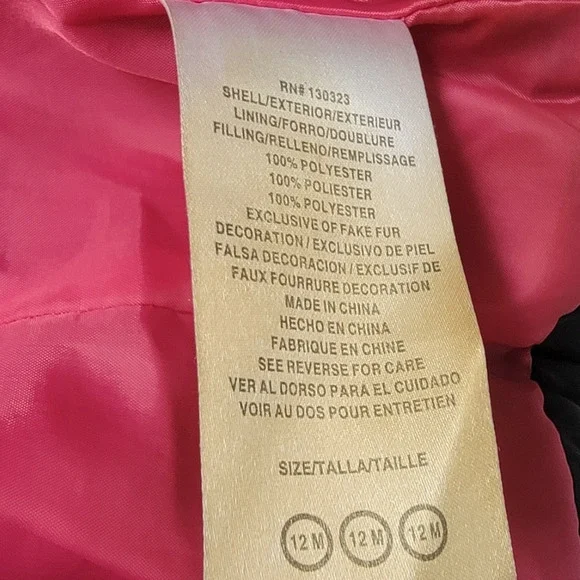 RN# 130323
SHELL/EXTERIOR/EXTERIEUR
LINING/FORRO/DOUBLURE
FILLING/RELLENO/REMPLISSAGE
100% POLYESTER
100% POLIESTER
100% POLYESTER
EXCLUSIVE OF FAKE FUR
DECORATION / EXCLUSIVO DE PIEL
FALSA DECORACION / EXCLUSIF DE
FAUX FOURRURE DECORATION
MADE IN CHINA
HECHO EN CHINA
FABRIQUE EN CHINE
SEE REVERSE FOR CARE
VER AL DORSO PARA EL CUIDADO
VOIR AU DOS POUR ENTRETIEN
SIZE/TALLA/TAILLE
12 M 12 M 12 M